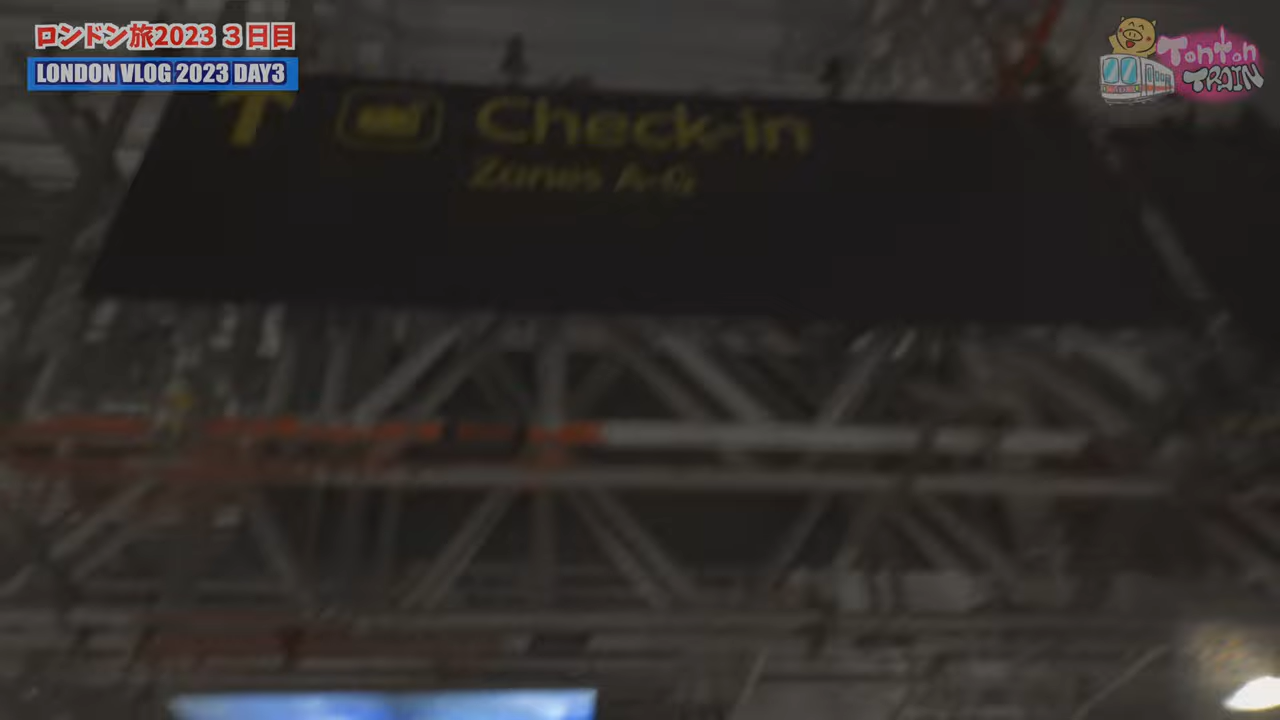 ロンドン旅2023 3日目
LONDON VLOG 2023 DAY3
TonTon
TRAIN
Check-in
Zones A-G